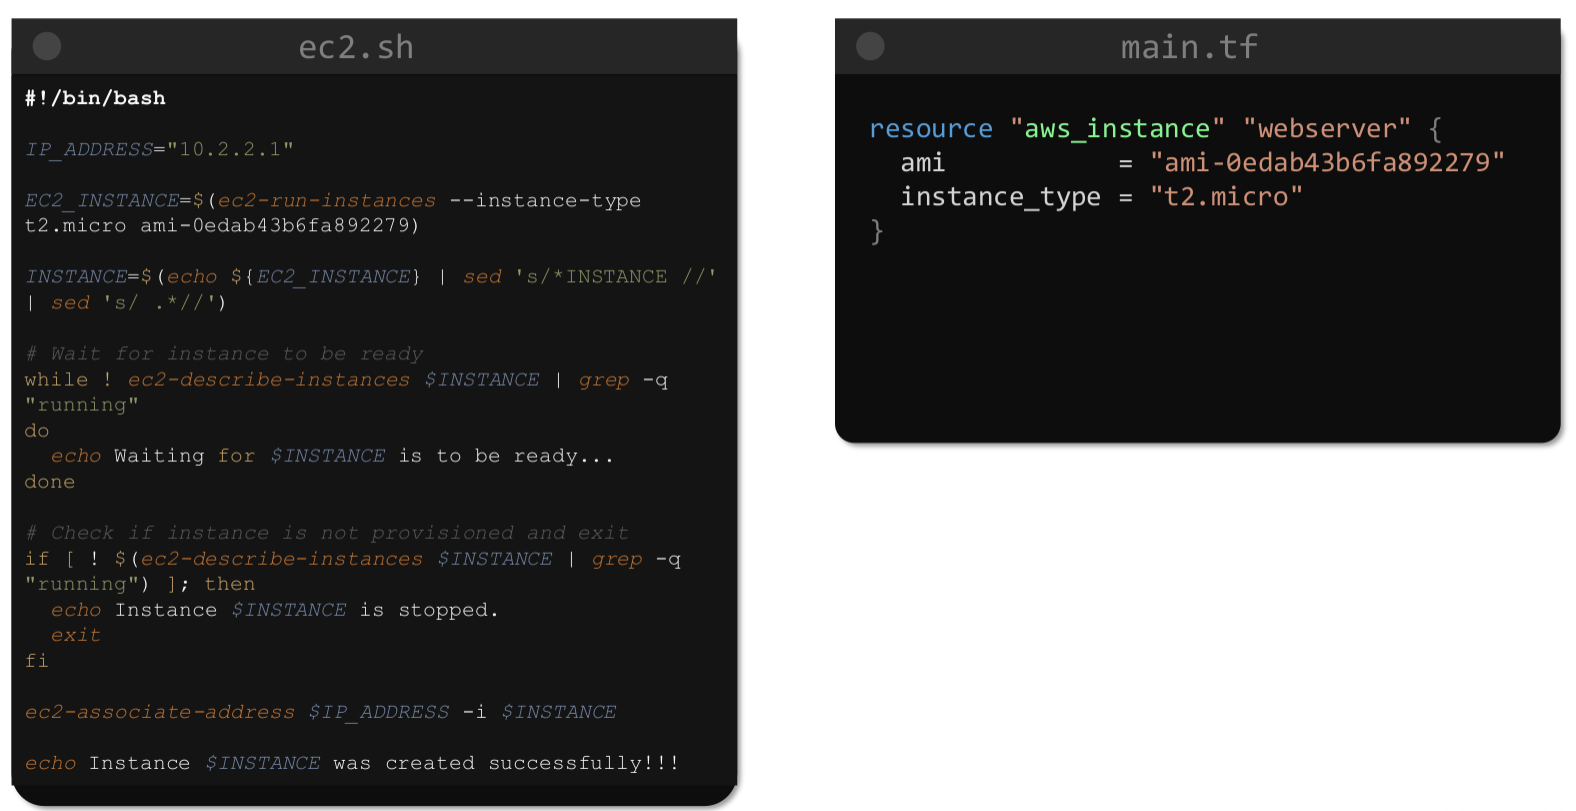 ec2.sh
#!/bin/bash
IP_ADDRESS="10.2.2.1"
EC2_INSTANCE=$(ec2-run-instances --instance-type
t2.micro ami-0edab43b6fa892279)
INSTANCE=$(echo ${EC2_INSTANCE} | sed 's/*INSTANCE //'
| sed 's/ .*//')
# Wait for instance to be ready
while ! ec2-describe-instances $INSTANCE | grep -q
"running"
do
  echo Waiting for $INSTANCE is to be ready...
done
# Check if instance is not provisioned and exit
if [ ! $(ec2-describe-instances $INSTANCE | grep -q
"running") ]; then
  echo Instance $INSTANCE is stopped.
  exit
fi
ec2-associate-address $IP_ADDRESS -i $INSTANCE
echo Instance $INSTANCE was created successfully!!!
main.tf
resource "aws_instance" "webserver" {
  ami           = "ami-0edab43b6fa892279"
  instance_type = "t2.micro"
}